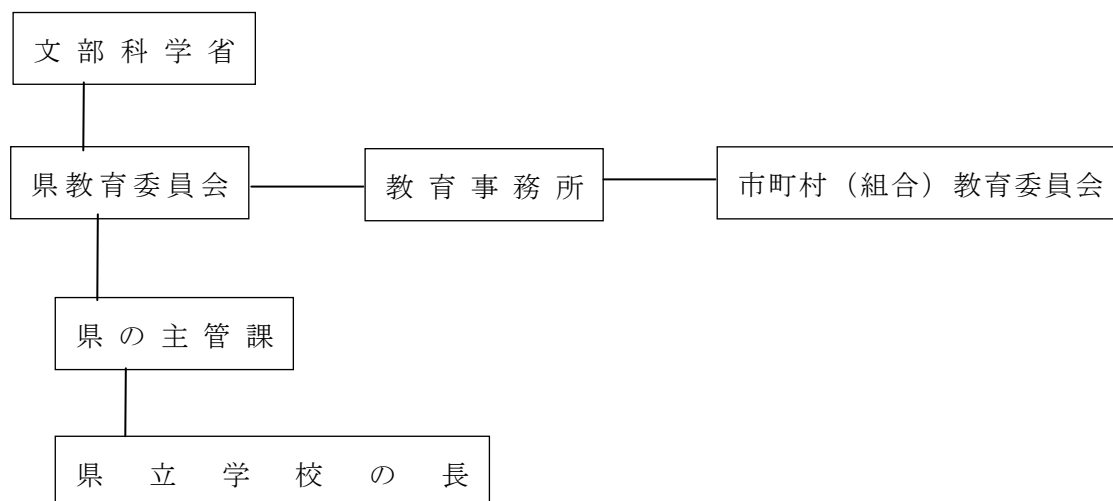 文部科学省
県教育委員会
教育事務所
市町村（組合）教育委員会
県の主管課
県立学校の長